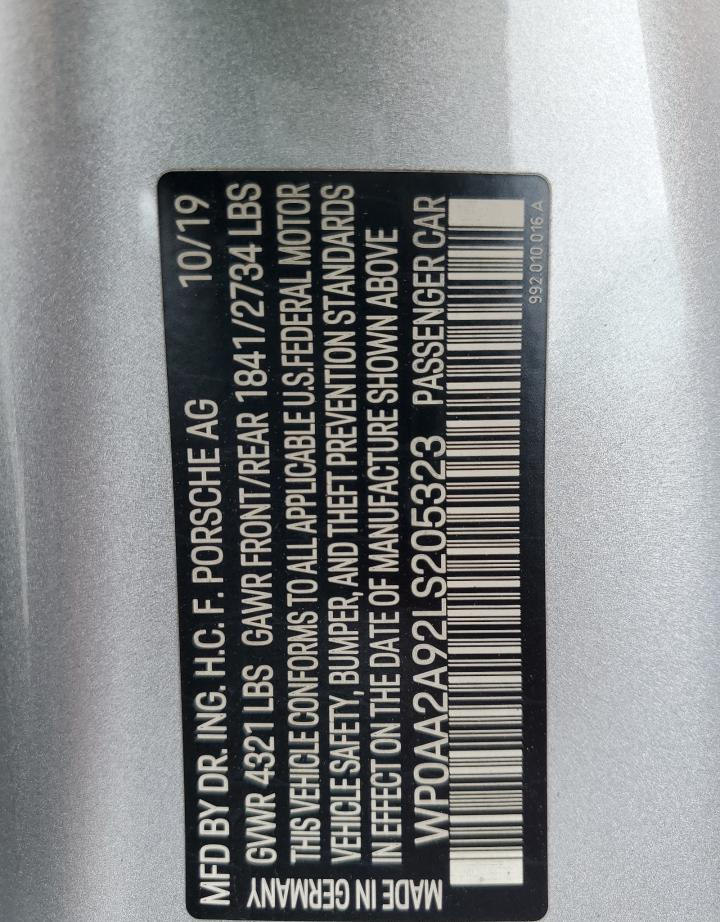 MFD BY DR. ING. H.C. F. PORSCHE AG 10/19
GVWR 4321 LBS GAWR FRONT/REAR 1841/2734 LBS
THIS VEHICLE CONFORMS TO ALL APPLICABLE U.S. FEDERAL MOTOR
VEHICLE SAFETY, BUMPER, AND THEFT PREVENTION STANDARDS
IN EFFECT ON THE DATE OF MANUFACTURE SHOWN ABOVE
WP0AA2A92LS205323 PASSENGER CAR
MADE IN GERMANY
992.010.016 A